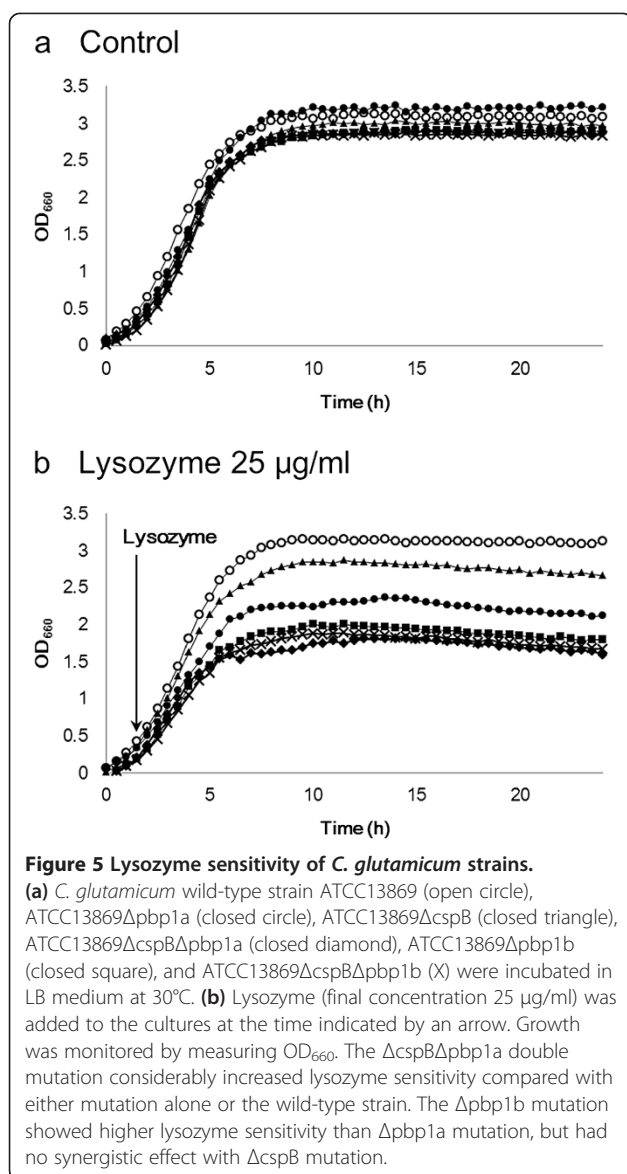 a Control
3.5
3
2.5
2
1.5
1
0.5
0
OD₆₆₀
0 5 10 15 20
Time (h)
b Lysozyme 25 µg/ml
3.5
3
2.5
2
1.5
1
0.5
0
OD₆₆₀
Lysozyme
0 5 10 15 20
Time (h)
Figure 5 Lysozyme sensitivity of C. glutamicum strains.
(a) C. glutamicum wild-type strain ATCC13869 (open circle),
ATCC13869Δpbp1a (closed circle), ATCC13869ΔcspB (closed triangle),
ATCC13869ΔcspBΔpbp1a (closed diamond), ATCC13869Δpbp1b
(closed square), and ATCC13869ΔcspBΔpbp1b (X) were incubated in
LB medium at 30°C. (b) Lysozyme (final concentration 25 µg/ml) was
added to the cultures at the time indicated by an arrow. Growth
was monitored by measuring OD₆₆₀. The ΔcspBΔpbp1a double
mutation considerably increased lysozyme sensitivity compared with
either mutation alone or the wild-type strain. The Δpbp1b mutation
showed higher lysozyme sensitivity than Δpbp1a mutation, but had
no synergistic effect with ΔcspB mutation.